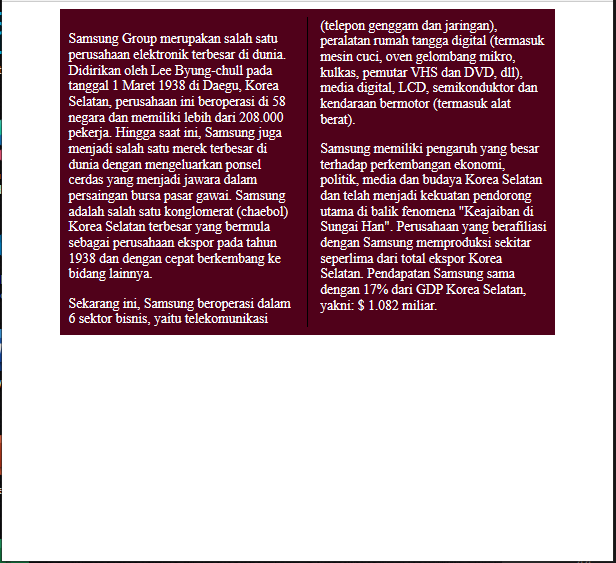 Samsung Group merupakan salah satu
perusahaan elektronik terbesar di dunia.
Didirikan oleh Lee Byung-chull pada
tanggal 1 Maret 1938 di Daegu, Korea
Selatan, perusahaan ini beroperasi di 58
negara dan memiliki lebih dari 208.000
pekerja. Hingga saat ini, Samsung juga
menjadi salah satu merek terbesar di
dunia dengan mengeluarkan ponsel
cerdas yang menjadi jawara dalam
persaingan bursa pasar gawai. Samsung
adalah salah satu konglomerat (chaebol)
Korea Selatan terbesar yang bermula
sebagai perusahaan ekspor pada tahun
1938 dan dengan cepat berkembang ke
bidang lainnya.
Sekarang ini, Samsung beroperasi dalam
6 sektor bisnis, yaitu telekomunikasi
(telepon genggam dan jaringan),
peralatan rumah tangga digital (termasuk
mesin cuci, oven gelombang mikro,
kulkas, pemutar VHS dan DVD, dll),
media digital, LCD, semikonduktor dan
kendaraan bermotor (termasuk alat
berat).
Samsung memiliki pengaruh yang besar
terhadap perkembangan ekonomi,
politik, media dan budaya Korea Selatan
dan telah menjadi kekuatan pendorong
utama di balik fenomena "Keajaiban di
Sungai Han". Perusahaan yang berafiliasi
dengan Samsung memproduksi sekitar
seperlima dari total ekspor Korea
Selatan. Pendapatan Samsung sama
dengan 17% dari GDP Korea Selatan,
yakni: $ 1.082 miliar.